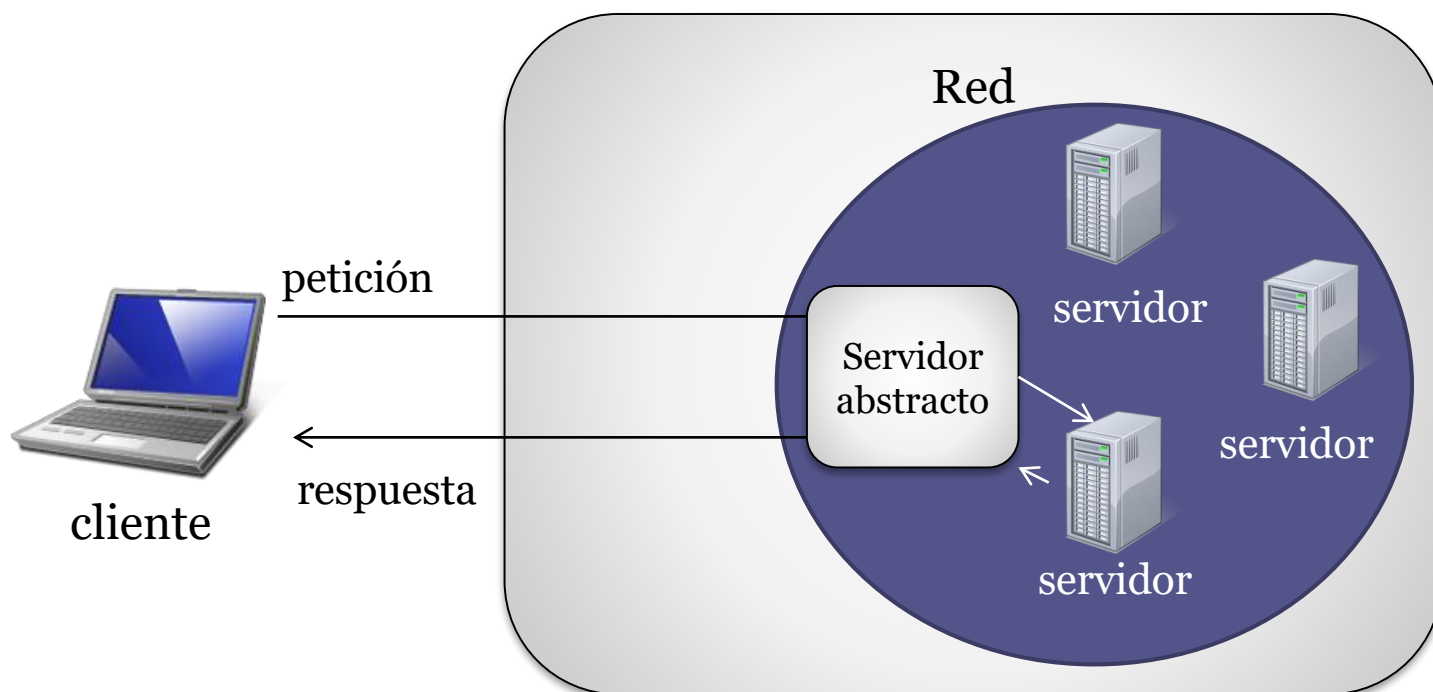 Red
petición
servidor
Servidor
abstracto
servidor
respuesta
cliente
servidor